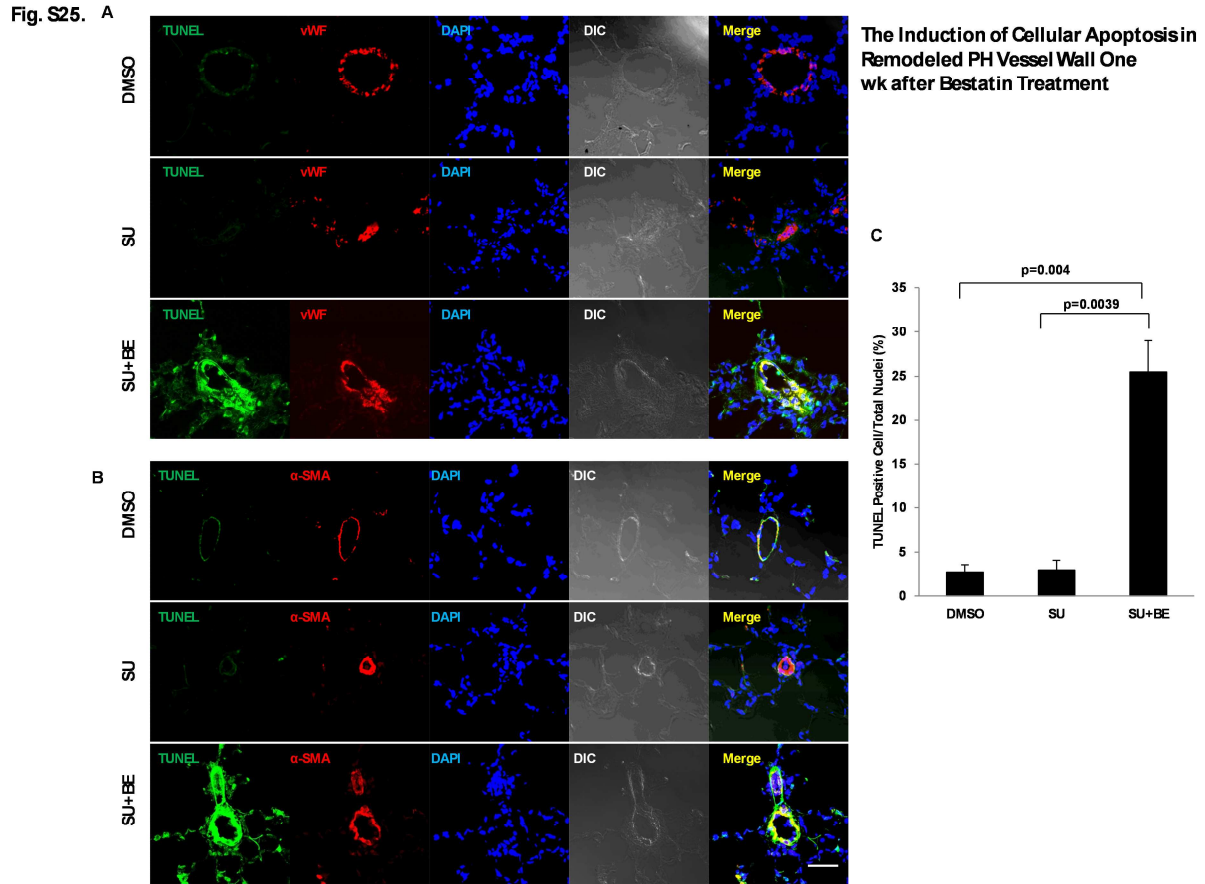 Fig. S25.
A
The Induction of Cellular Apoptosis in
Remodeled PH Vessel Wall One
wk after Bestatin Treatment
DMSO
TUNEL vWF DAPI DIC Merge
SU
TUNEL vWF DAPI DIC Merge
SU+BE
TUNEL vWF DAPI DIC Merge
B
DMSO
TUNEL α-SMA DAPI DIC Merge
SU
TUNEL α-SMA DAPI DIC Merge
SU+BE
TUNEL α-SMA DAPI DIC Merge
C
p=0.004
p=0.0039
TUNEL Positive Cell/Total Nuclei (%)
35
30
25
20
15
10
5
0
DMSO SU SU+BE